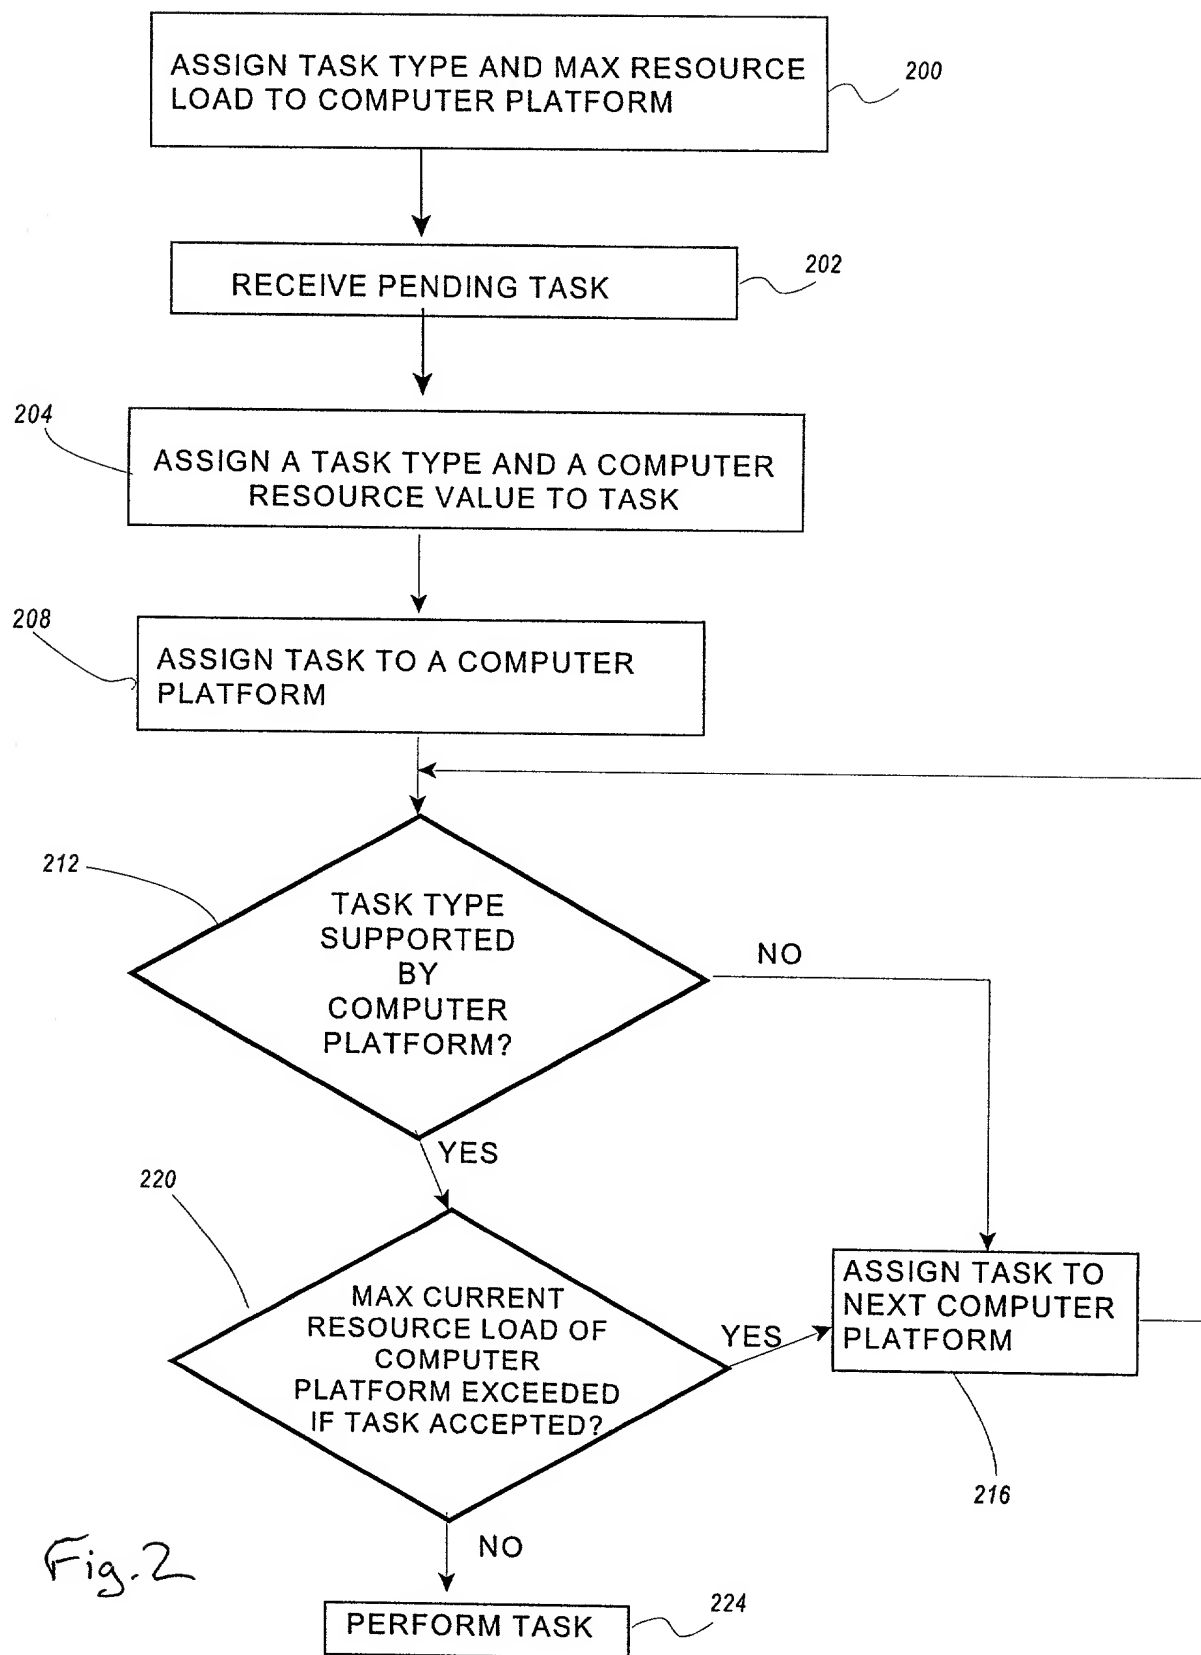 ASSIGN TASK TYPE AND MAX RESOURCE
LOAD TO COMPUTER PLATFORM
200
RECEIVE PENDING TASK
202
204
ASSIGN A TASK TYPE AND A COMPUTER
RESOURCE VALUE TO TASK
208
ASSIGN TASK TO A COMPUTER
PLATFORM
212
TASK TYPE
SUPPORTED
BY
COMPUTER
PLATFORM?
NO
YES
220
MAX CURRENT
RESOURCE LOAD OF
COMPUTER
PLATFORM EXCEEDED
IF TASK ACCEPTED?
YES
ASSIGN TASK TO
NEXT COMPUTER
PLATFORM
216
NO
Fig. 2
PERFORM TASK
224